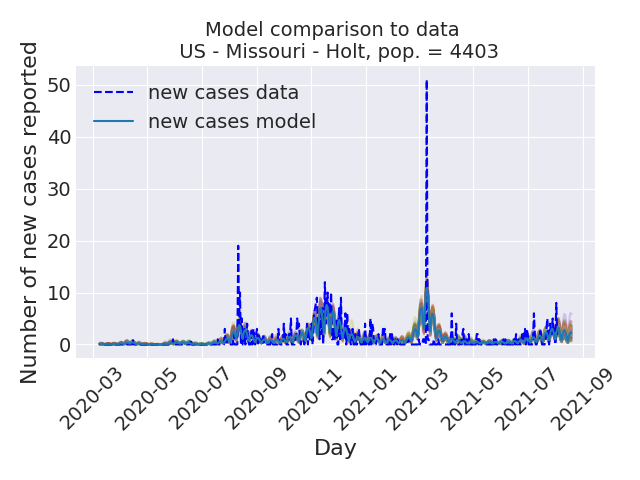 Model comparison to data
US - Missouri - Holt, pop. = 4403
Number of new cases reported
50
40
30
20
10
0
new cases data
new cases model
2020-03
2020-05
2020-07
2020-09
2020-11
2021-01
2021-03
2021-05
2021-07
2021-09
Day